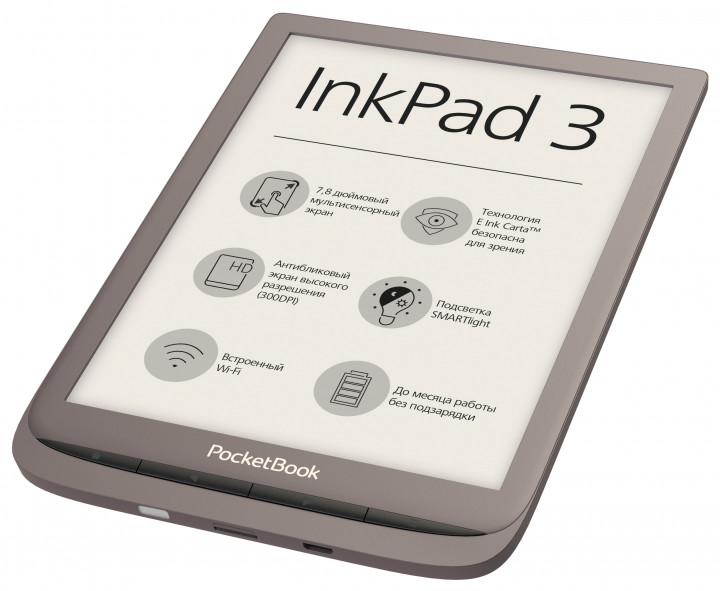 InkPad 3
7,8 дюймовый
мультисенсорный
экран
Технология
E Ink Carta™
безопасна
для зрения
HD
Антибликовый
экран высокого
разрешения
(300DPI)
Подсветка
SMARTlight
Встроенный
Wi-Fi
До месяца работы
без подзарядки
PocketBook